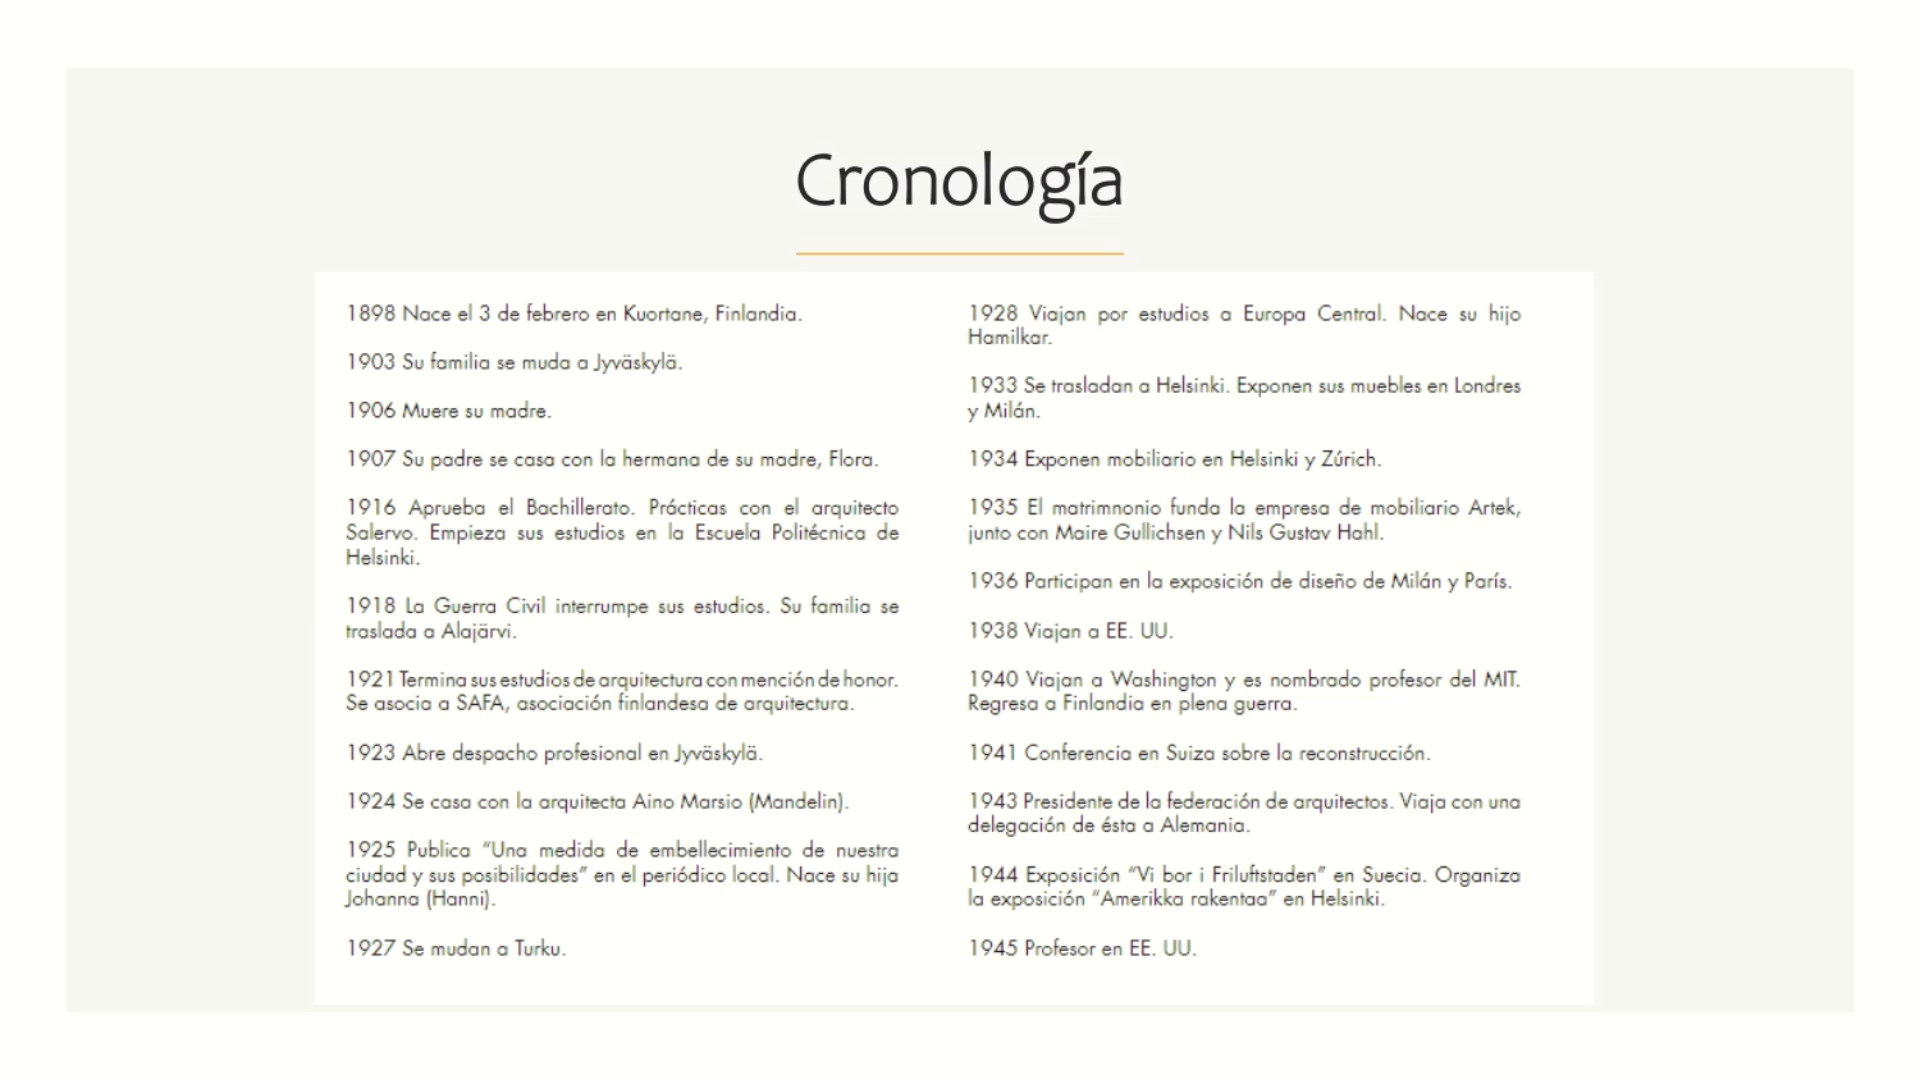 Cronología
1898 Nace el 3 de febrero en Kuortane, Finlandia.
1903 Su familia se muda a Jyväskylä.
1906 Muere su madre.
1907 Su padre se casa con la hermana de su madre, Flora.
1916 Aprueba el Bachillerato. Prácticas con el arquitecto
Salervo. Empieza sus estudios en la Escuela Politécnica de
Helsinki.
1918 La Guerra Civil interrumpe sus estudios. Su familia se
traslada a Alajärvi.
1921 Termina sus estudios de arquitectura con mención de honor.
Se asocia a SAFA, asociación finlandesa de arquitectura.
1923 Abre despacho profesional en Jyväskylä.
1924 Se casa con la arquitecta Aino Marsio (Mandelin).
1925 Publica “Una medida de embellecimiento de nuestra
ciudad y sus posibilidades” en el periódico local. Nace su hija
Johanna (Hanni).
1927 Se mudan a Turku.
1928 Viajan por estudios a Europa Central. Nace su hijo
Hamilkar.
1933 Se trasladan a Helsinki. Exponen sus muebles en Londres
y Milán.
1934 Exponen mobiliario en Helsinki y Zúrich.
1935 El matrimnonio funda la empresa de mobiliario Artek,
junto con Maire Gullichsen y Nils Gustav Hahl.
1936 Participan en la exposición de diseño de Milán y París.
1938 Viajan a EE. UU.
1940 Viajan a Washington y es nombrado profesor del MIT.
Regresa a Finlandia en plena guerra.
1941 Conferencia en Suiza sobre la reconstrucción.
1943 Presidente de la federación de arquitectos. Viaja con una
delegación de ésta a Alemania.
1944 Exposición “Vi bor i Friluftstaden” en Suecia. Organiza
la exposición “Amerikka rakentaa” en Helsinki.
1945 Profesor en EE. UU.